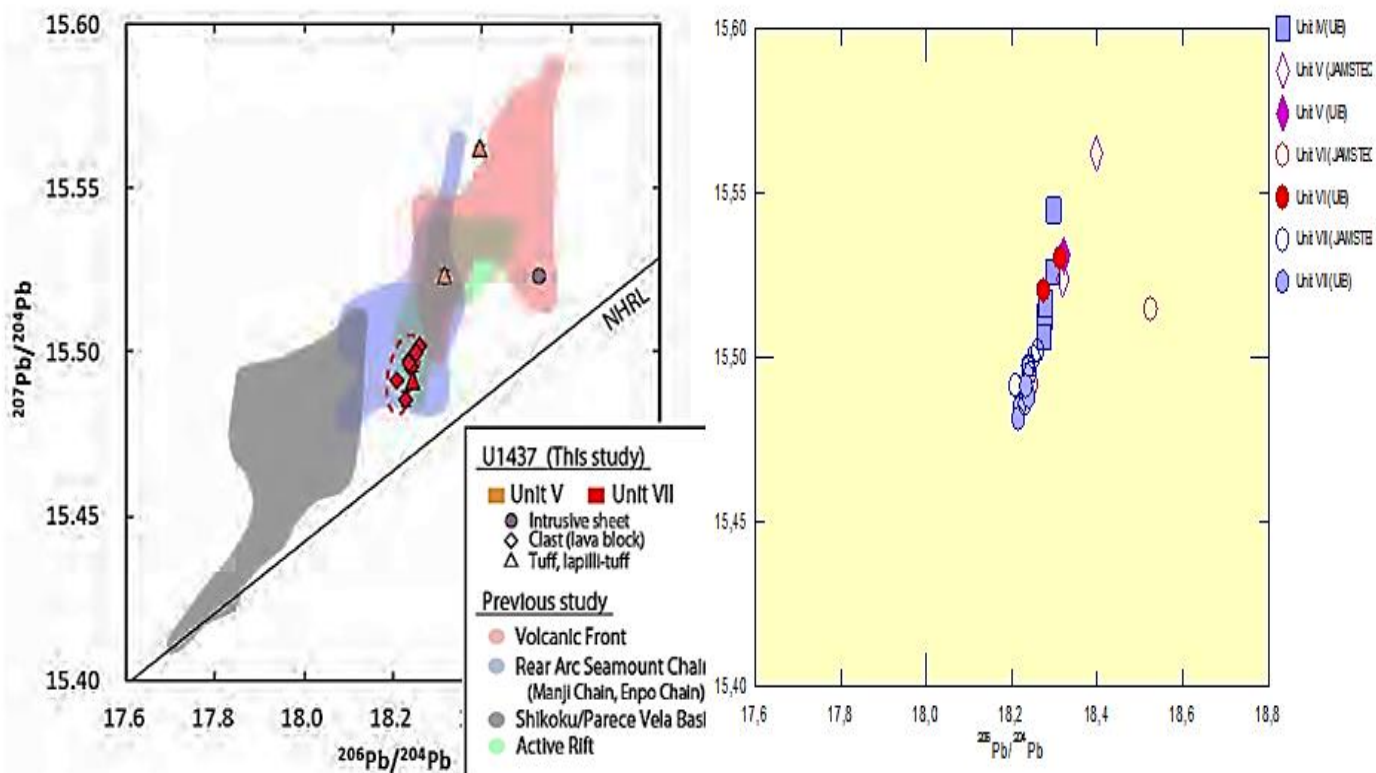 15.60
15.55
15.50
15.45
15.40
²⁰⁷Pb/²⁰⁴Pb
17.6 17.8 18.0 18.2
²⁰⁶Pb/²⁰⁴Pb
NHRL
U1437 (This study)
Unit V Unit VII
Intrusive sheet
Clast (lava block)
Tuff, lapilli-tuff
Previous study
Volcanic Front
Rear Arc Seamount Chai
(Manji Chain, Enpo Chain)
Shikoku/Parece Vela Basi
Active Rift
15,60
15,55
15,50
15,45
15,40
17,6 17,8 18,0 18,2 18,4 18,6 18,8
²⁰⁶Pb/²⁰⁴Pb
Unit IV (UB)
Unit V (JAMSTEC
Unit V (UB)
Unit VI (JAMSTEC
Unit VI (UB)
Unit VII (JAMSTE
Unit VII (UB)